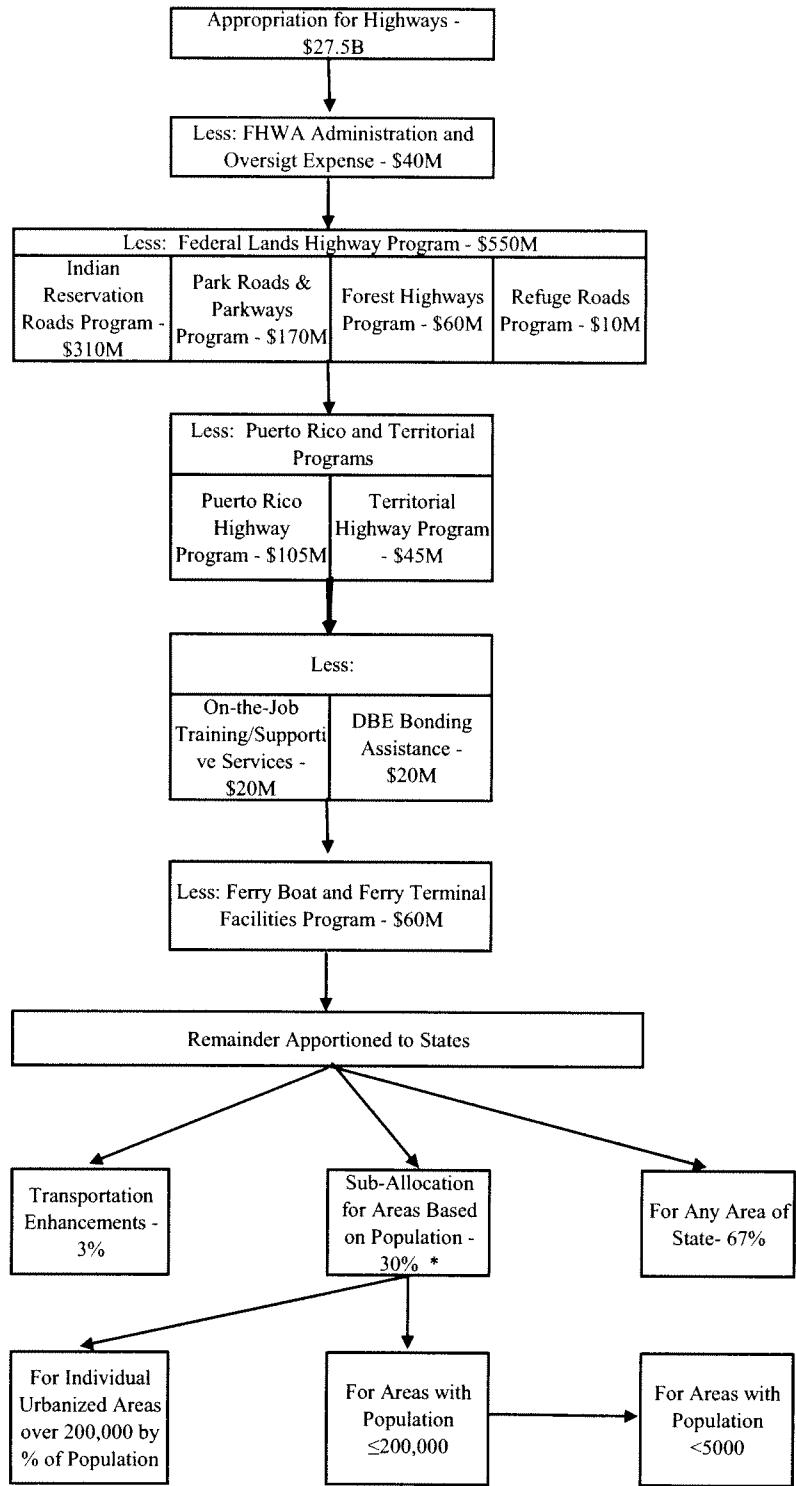 Appropriation for Highways -
$27.5B
Less: FHWA Administration and
Oversigt Expense - $40M
Less: Federal Lands Highway Program - $550M
Indian
Reservation
Roads Program -
$310M
Park Roads &
Parkways
Program - $170M
Forest Highways
Program - $60M
Refuge Roads
Program - $10M
Less: Puerto Rico and Territorial
Programs
Puerto Rico
Highway
Program - $105M
Territorial
Highway Program
- $45M
Less:
On-the-Job
Training/Supporti
ve Services -
$20M
DBE Bonding
Assistance -
$20M
Less: Ferry Boat and Ferry Terminal
Facilities Program - $60M
Remainder Apportioned to States
Transportation
Enhancements -
3%
Sub-Allocation
for Areas Based
on Population -
30% *
For Any Area of
State- 67%
For Individual
Urbanized Areas
over 200,000 by
% of Population
For Areas with
Population
≤200,000
For Areas with
Population
<5000